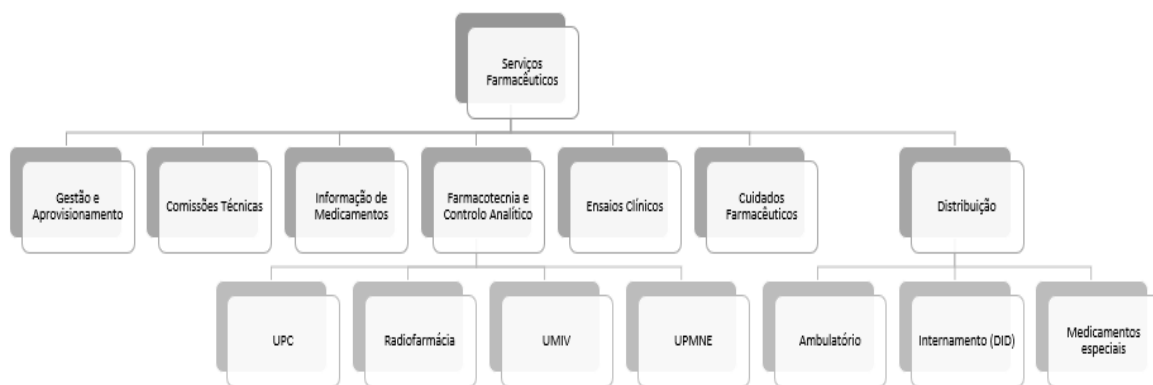 Serviços
Farmacêuticos
Gestão e
Aprovisionamento
Comissões Técnicas
Informação de
Medicamentos
Farmacotecnia e
Controlo Analítico
Ensaios Clínicos
Cuidados
Farmacêuticos
Distribuição
UPC
Radiofarmácia
UMIV
UPMNE
Ambulatório
Internamento (DID)
Medicamentos
especiais